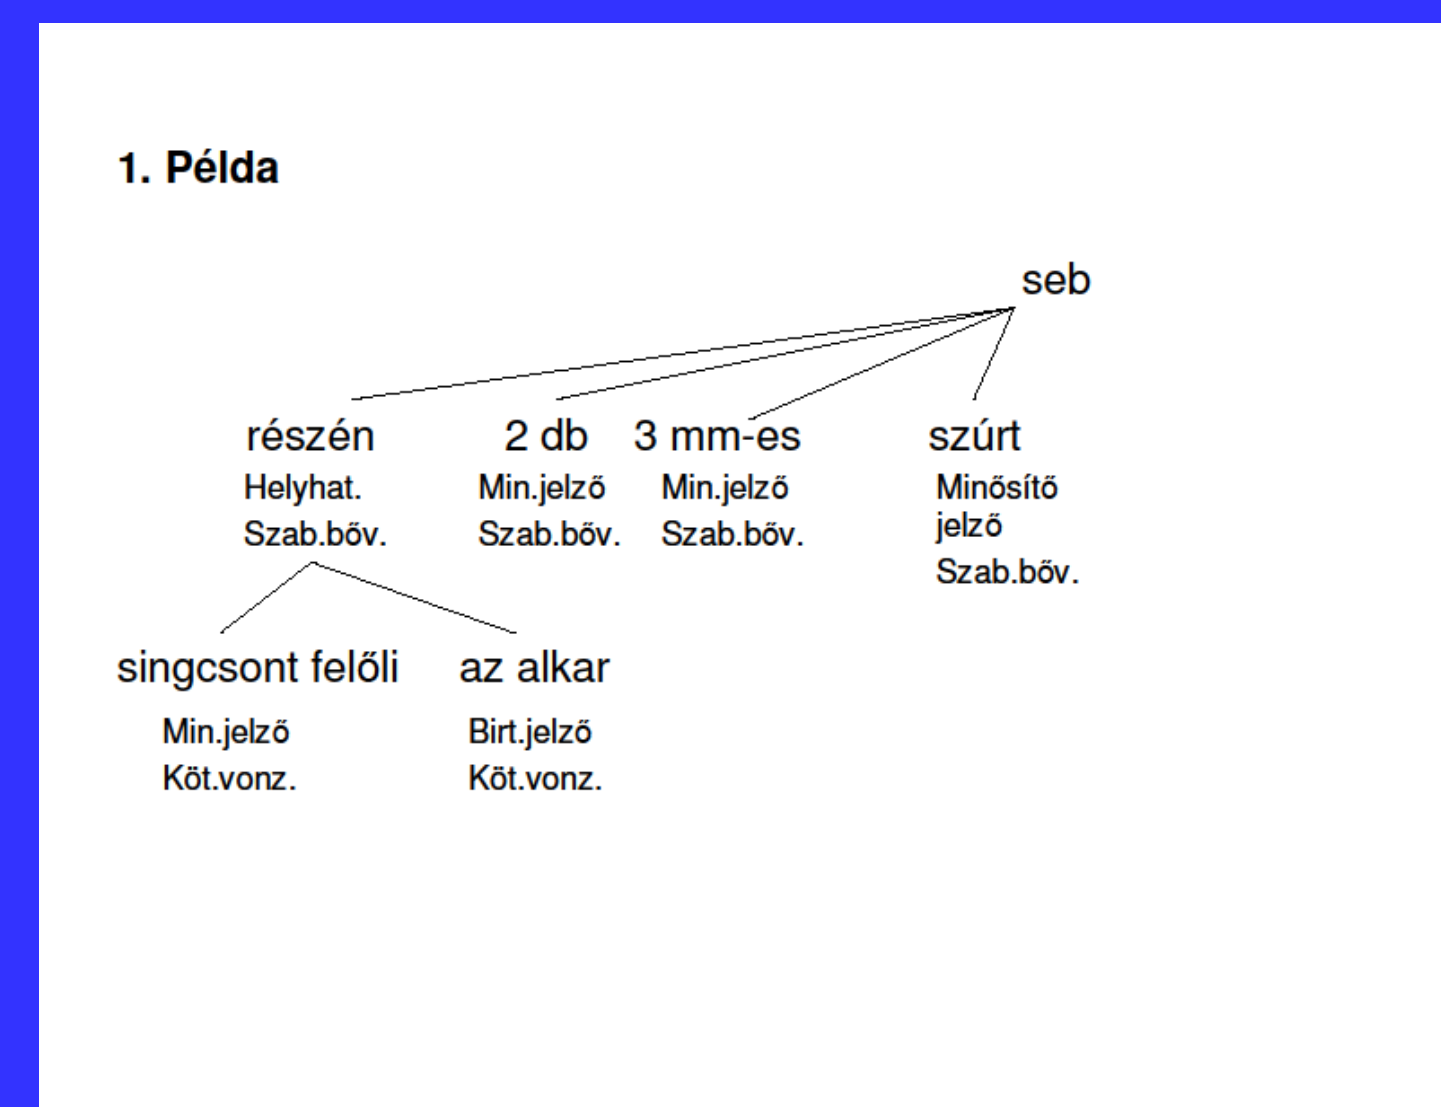 1. Példa
seb
részén 2 db 3 mm-es szúrt
Helyhat. Min.jelző Min.jelző Minősítő
jelző
Szab.bőv. Szab.bőv. Szab.bőv. Szab.bőv.
singcsont felőli az alkar
Min.jelző Birt.jelző
Köt.vonz. Köt.vonz.